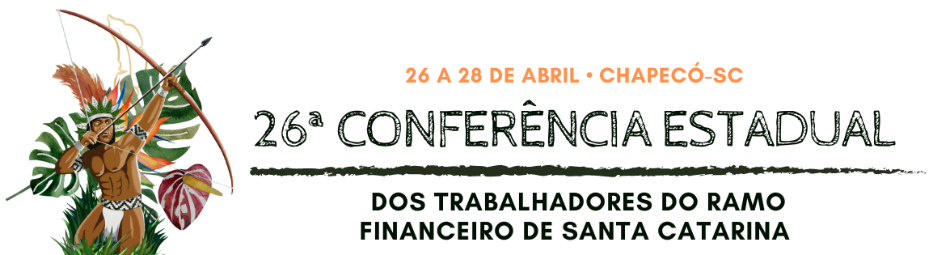 26 A 28 DE ABRIL • CHAPECÓ-SC
26ª CONFERÊNCIA ESTADUAL
DOS TRABALHADORES DO RAMO
FINANCEIRO DE SANTA CATARINA